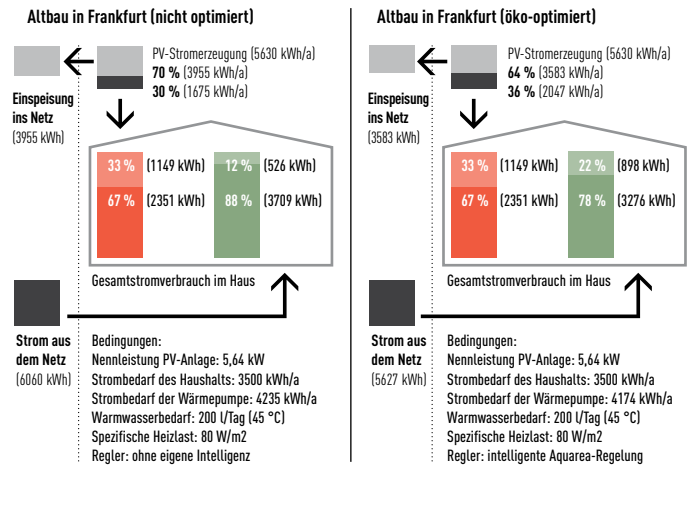 Altbau in Frankfurt (nicht optimiert)
PV-Stromerzeugung (5630 kWh/a)
70 % (3955 kWh/a)
30 % (1675 kWh/a)
Einspeisung
ins Netz
(3955 kWh)
33 % (1149 kWh) 12 % (526 kWh)
67 % (2351 kWh) 88 % (3709 kWh)
Gesamtstromverbrauch im Haus
Strom aus
dem Netz
(6060 kWh)
Bedingungen:
Nennleistung PV-Anlage: 5,64 kW
Strombedarf des Haushalts: 3500 kWh/a
Strombedarf der Wärmepumpe: 4235 kWh/a
Warmwasserbedarf: 200 l/Tag (45 °C)
Spezifische Heizlast: 80 W/m2
Regler: ohne eigene Intelligenz
Altbau in Frankfurt (öko-optimiert)
PV-Stromerzeugung (5630 kWh/a)
64 % (3583 kWh/a)
36 % (2047 kWh/a)
Einspeisung
ins Netz
(3583 kWh)
33 % (1149 kWh) 22 % (898 kWh)
67 % (2351 kWh) 78 % (3276 kWh)
Gesamtstromverbrauch im Haus
Strom aus
dem Netz
(5627 kWh)
Bedingungen:
Nennleistung PV-Anlage: 5,64 kW
Strombedarf des Haushalts: 3500 kWh/a
Strombedarf der Wärmepumpe: 4174 kWh/a
Warmwasserbedarf: 200 l/Tag (45 °C)
Spezifische Heizlast: 80 W/m2
Regler: intelligente Aquarea-Regelung